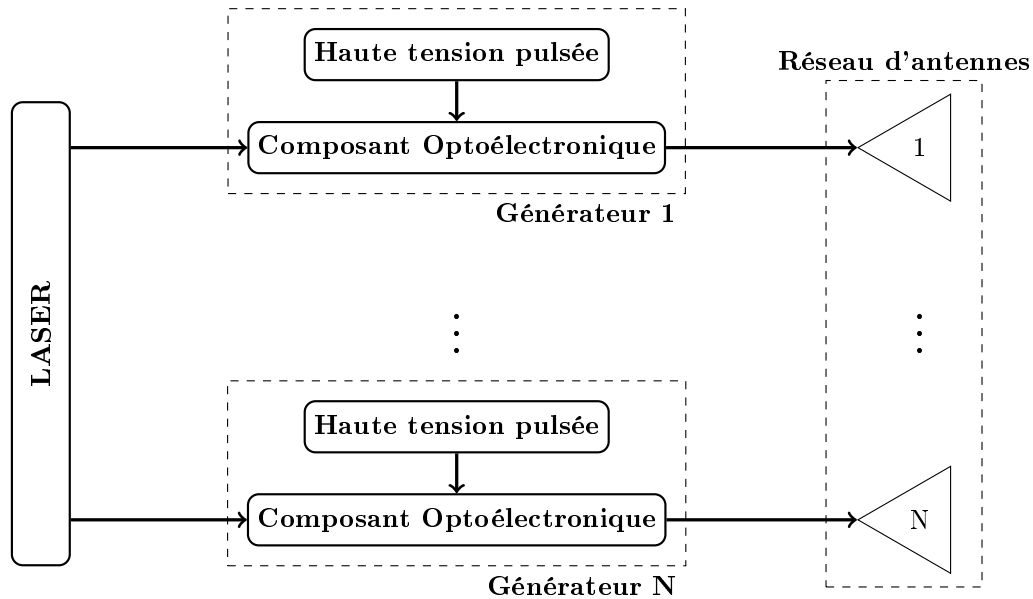 Haute tension pulsée
Réseau d'antennes
Composant Optoélectronique
1
Générateur 1
LASER
Haute tension pulsée
Composant Optoélectronique
N
Générateur N